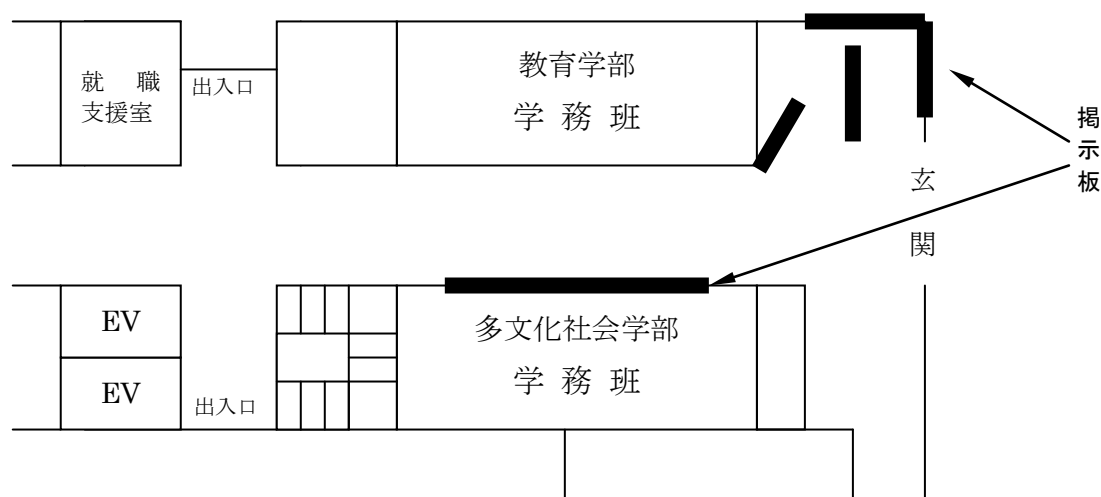 就 職
支援室
出入口
教育学部
学 務 班
掲示板
玄関
EV
EV
出入口
多文化社会学部
学 務 班